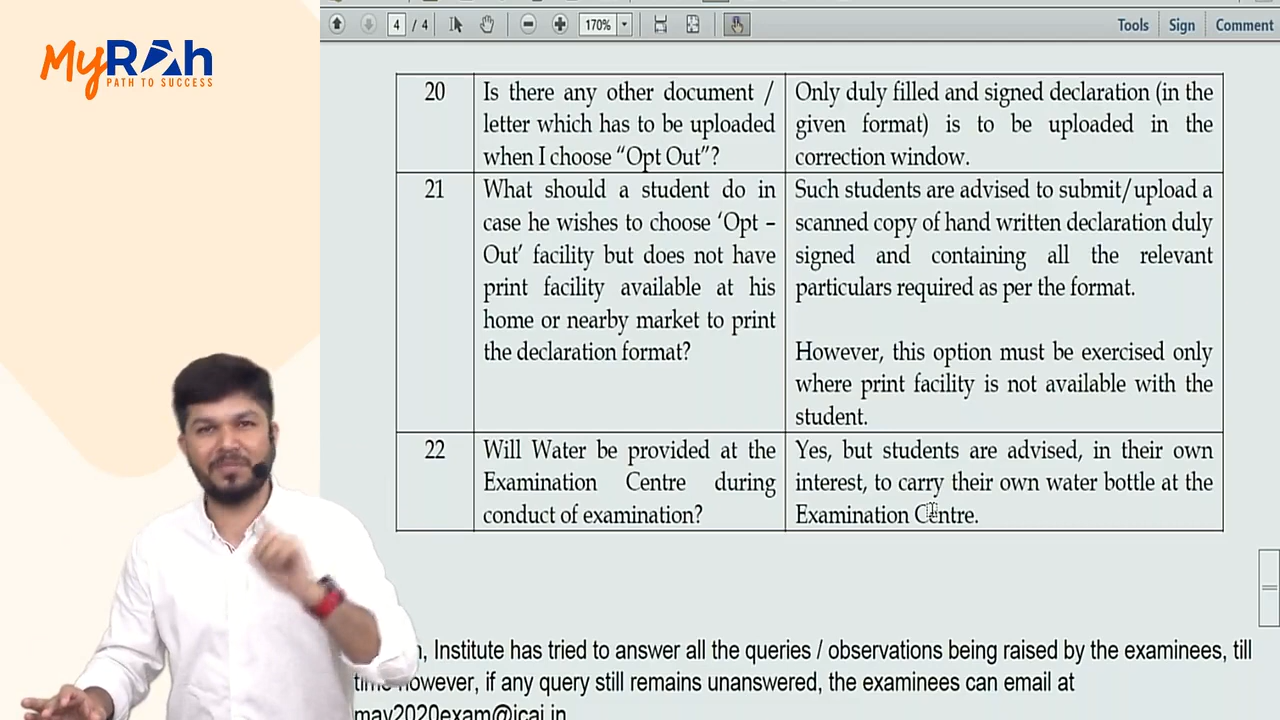 MyRAh
PATH TO SUCCESS
4 / 4
170%
Tools
Sign
Comment
20
Is there any other document /
letter which has to be uploaded
when I choose “Opt Out”?
Only duly filled and signed declaration (in the
given format) is to be uploaded in the
correction window.
21
What should a student do in
case he wishes to choose ‘Opt –
Out’ facility but does not have
print facility available at his
home or nearby market to print
the declaration format?
Such students are advised to submit/upload a
scanned copy of hand written declaration duly
signed and containing all the relevant
particulars required as per the format.
However, this option must be exercised only
where print facility is not available with the
student.
22
Will Water be provided at the
Examination Centre during
conduct of examination?
Yes, but students are advised, in their own
interest, to carry their own water bottle at the
Examination Centre.
Institute has tried to answer all the queries / observations being raised by the examinees, till
however, if any query still remains unanswered, the examinees can email at
may2020exam@icai.in